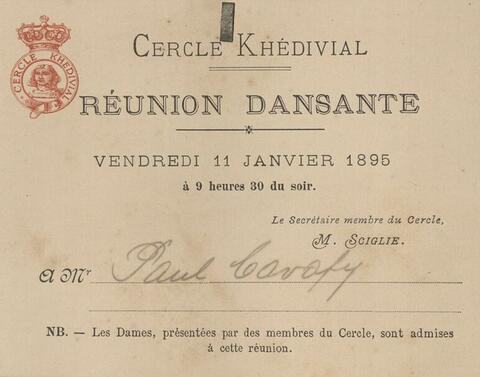 CERCLE KHÉDIVIAL
CERCLE KHÉDIVIAL
RÉUNION DANSANTE
VENDREDI 11 JANVIER 1895
à 9 heures 30 du soir.
Le Secrétaire membre du Cercle,
M. SCIGLIE.
A Mr Paul Cavafy
NB. — Les Dames, présentées par des membres du Cercle, sont admises
à cette réunion.